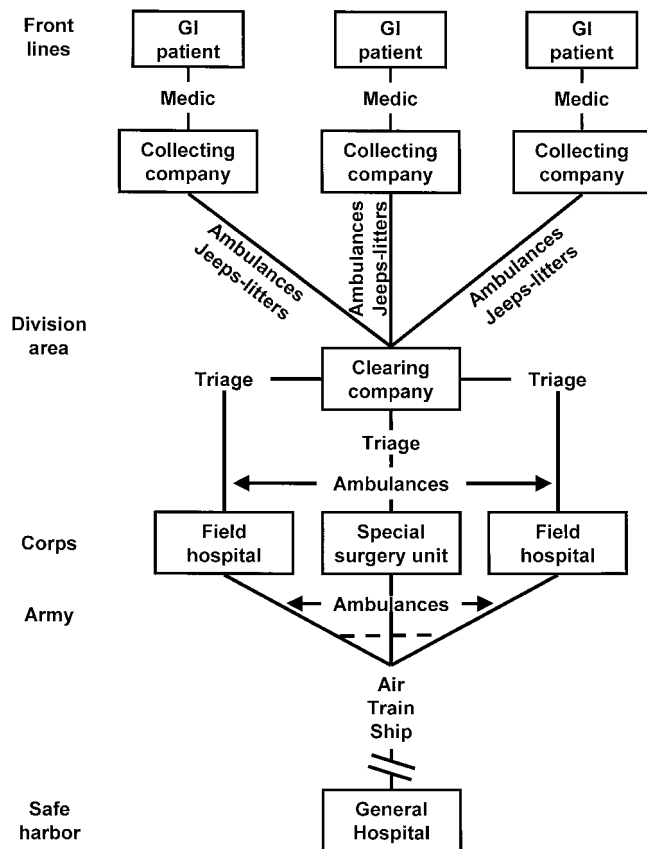 Front
lines
GI
patient
GI
patient
GI
patient
Medic
Medic
Medic
Collecting
company
Collecting
company
Collecting
company
Ambulances
Jeeps-litters
Ambulances
Jeeps-litters
Ambulances
Jeeps-litters
Division
area
Clearing
company
Triage
Triage
Triage
Ambulances
Corps
Field
hospital
Special
surgery unit
Field
hospital
Army
Ambulances
Air
Train
Ship
Safe
harbor
General
Hospital